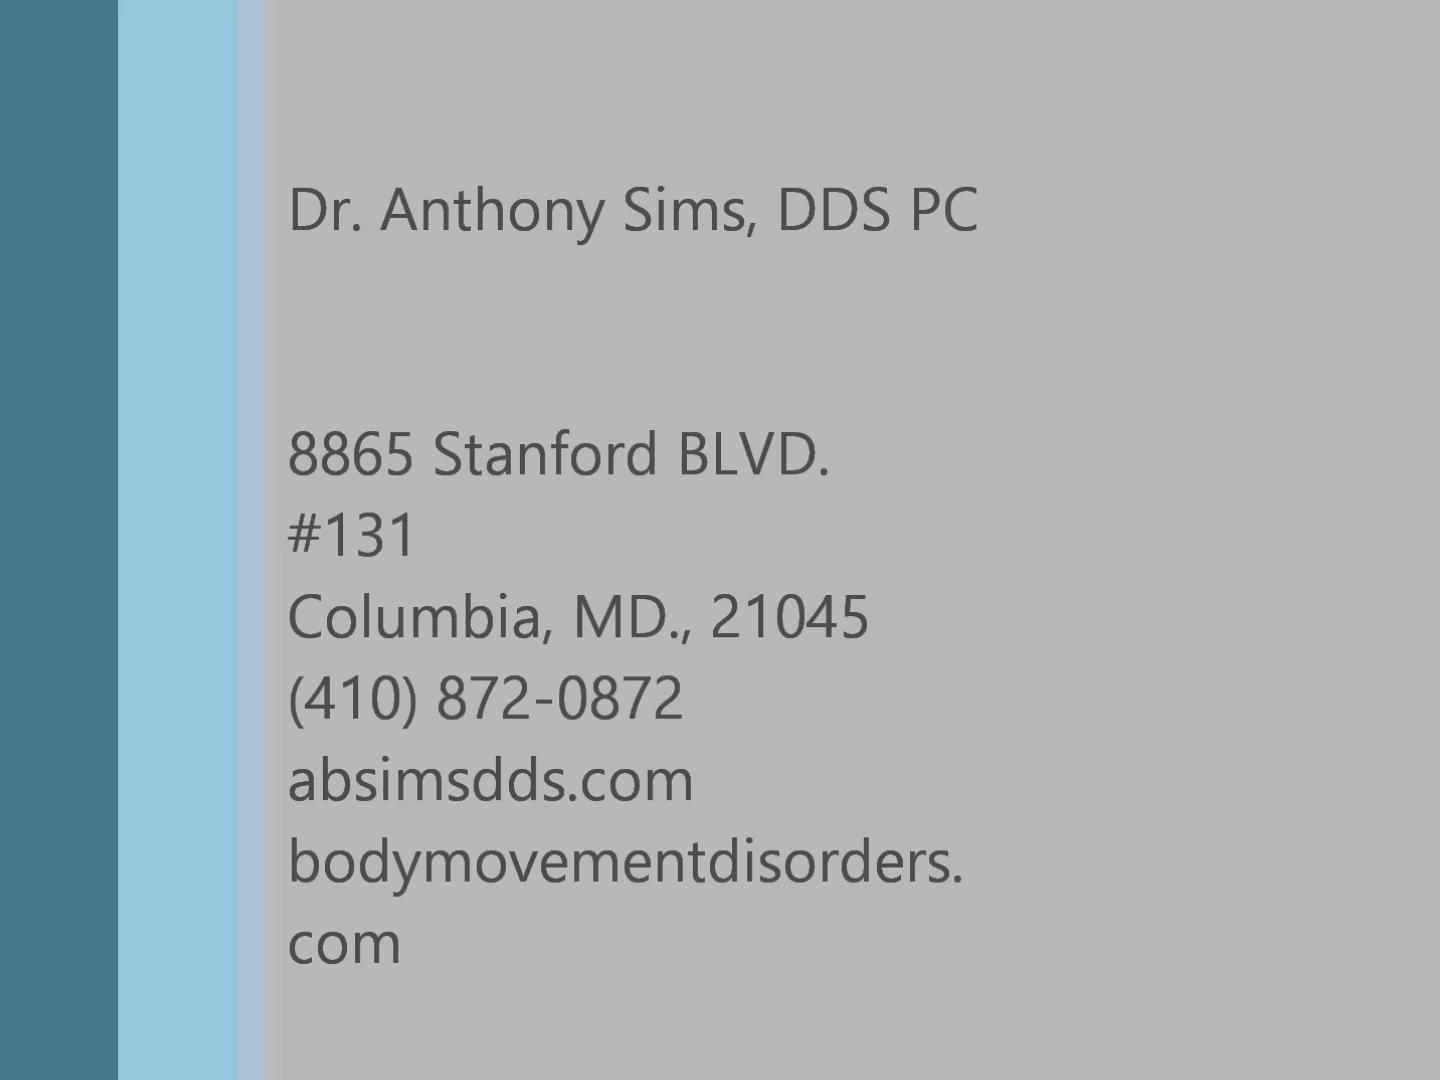 Dr. Anthony Sims, DDS PC
8865 Stanford BLVD.
#131
Columbia, MD., 21045
(410) 872-0872
absimsdds.com
bodymovementdisorders.
com